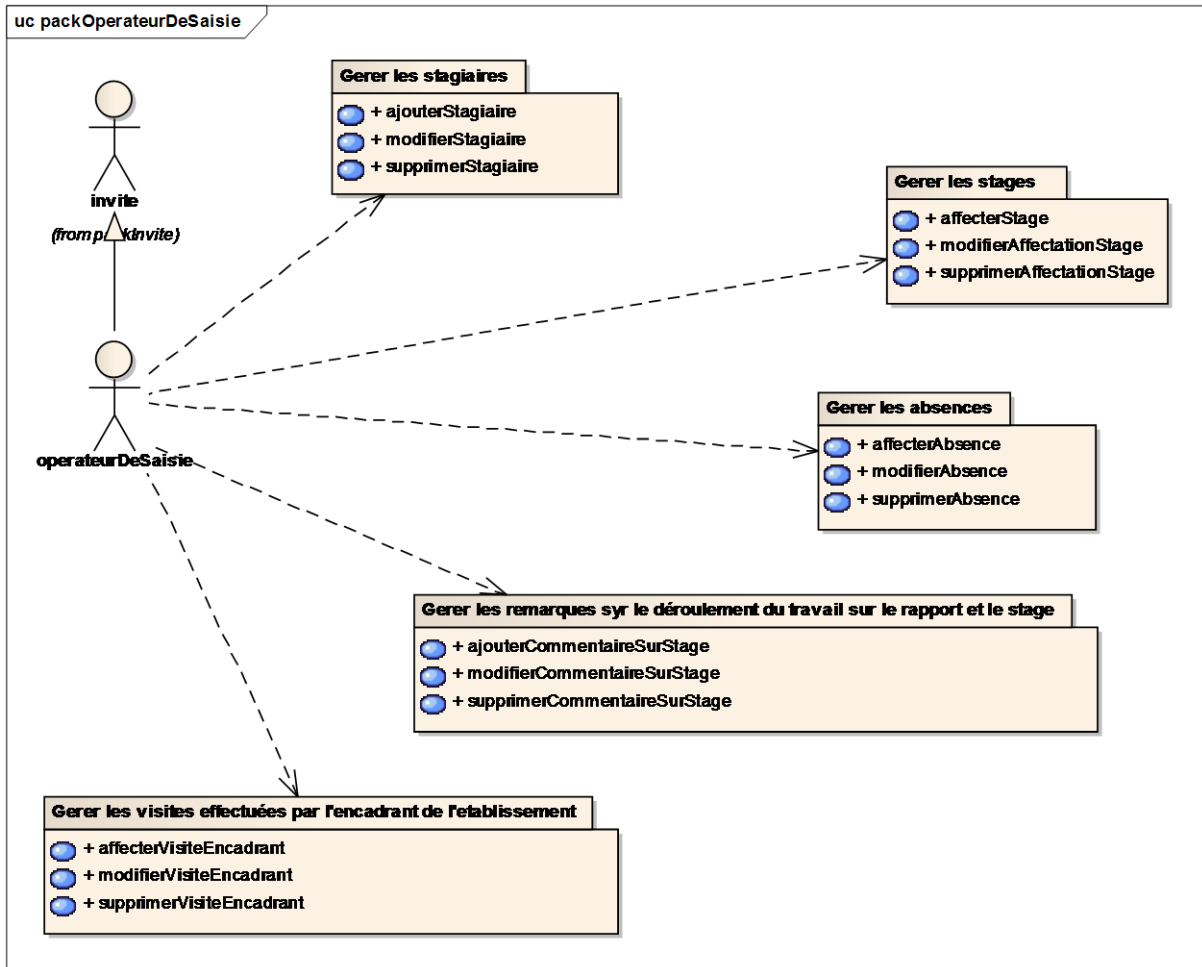 uc packOperateurDeSaisie
invite
(from p kInvite)
operateurDeSaisie
Gerer les stagiaires
+ ajouterStagiaire
+ modifierStagiaire
+ supprimerStagiaire
Gerer les stages
+ affecterStage
+ modifierAffectationStage
+ supprimerAffectationStage
Gerer les absences
+ affecterAbsence
+ modifierAbsence
+ supprimerAbsence
Gerer les remarques syr le déroulement du travail sur le rapport et le stage
+ ajouterCommentaireSurStage
+ modifierCommentaireSurStage
+ supprimerCommentaireSurStage
Gerer les visites effectuées par l'encadrant de l'etablissement
+ affecterVisiteEncadrant
+ modifierVisiteEncadrant
+ supprimerVisiteEncadrant